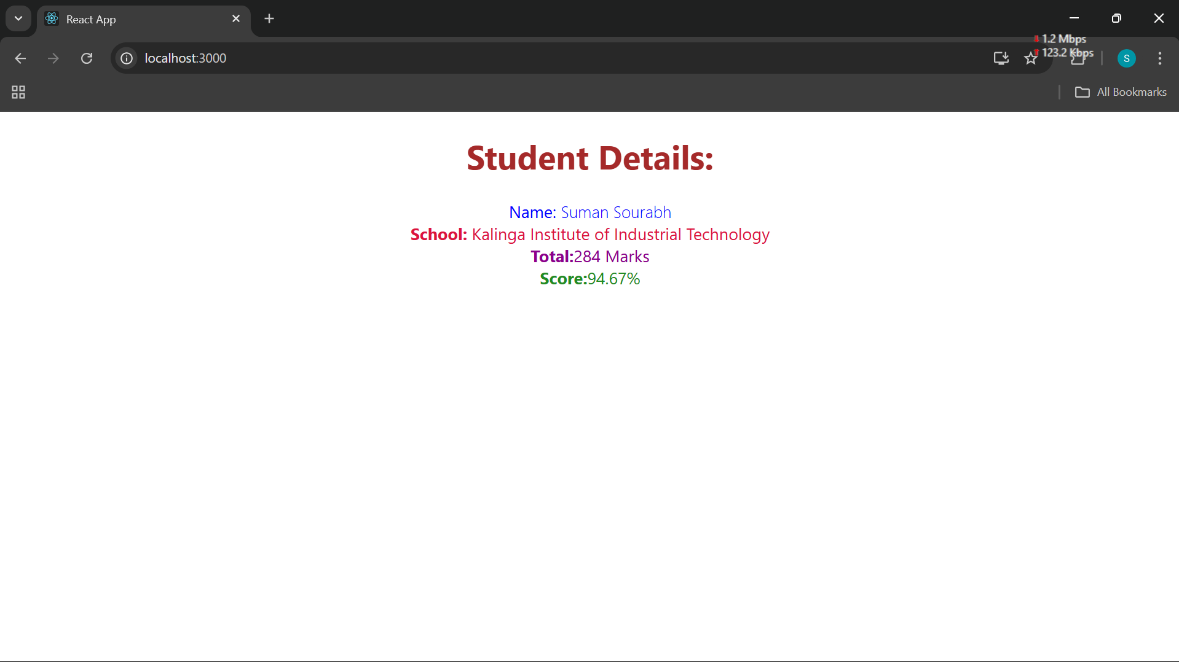 React App
1.2 Mbps
localhost:3000
123.2 Kbps
S
All Bookmarks
Student Details:
Name: Suman Sourabh
School: Kalinga Institute of Industrial Technology
Total:284 Marks
Score:94.67%